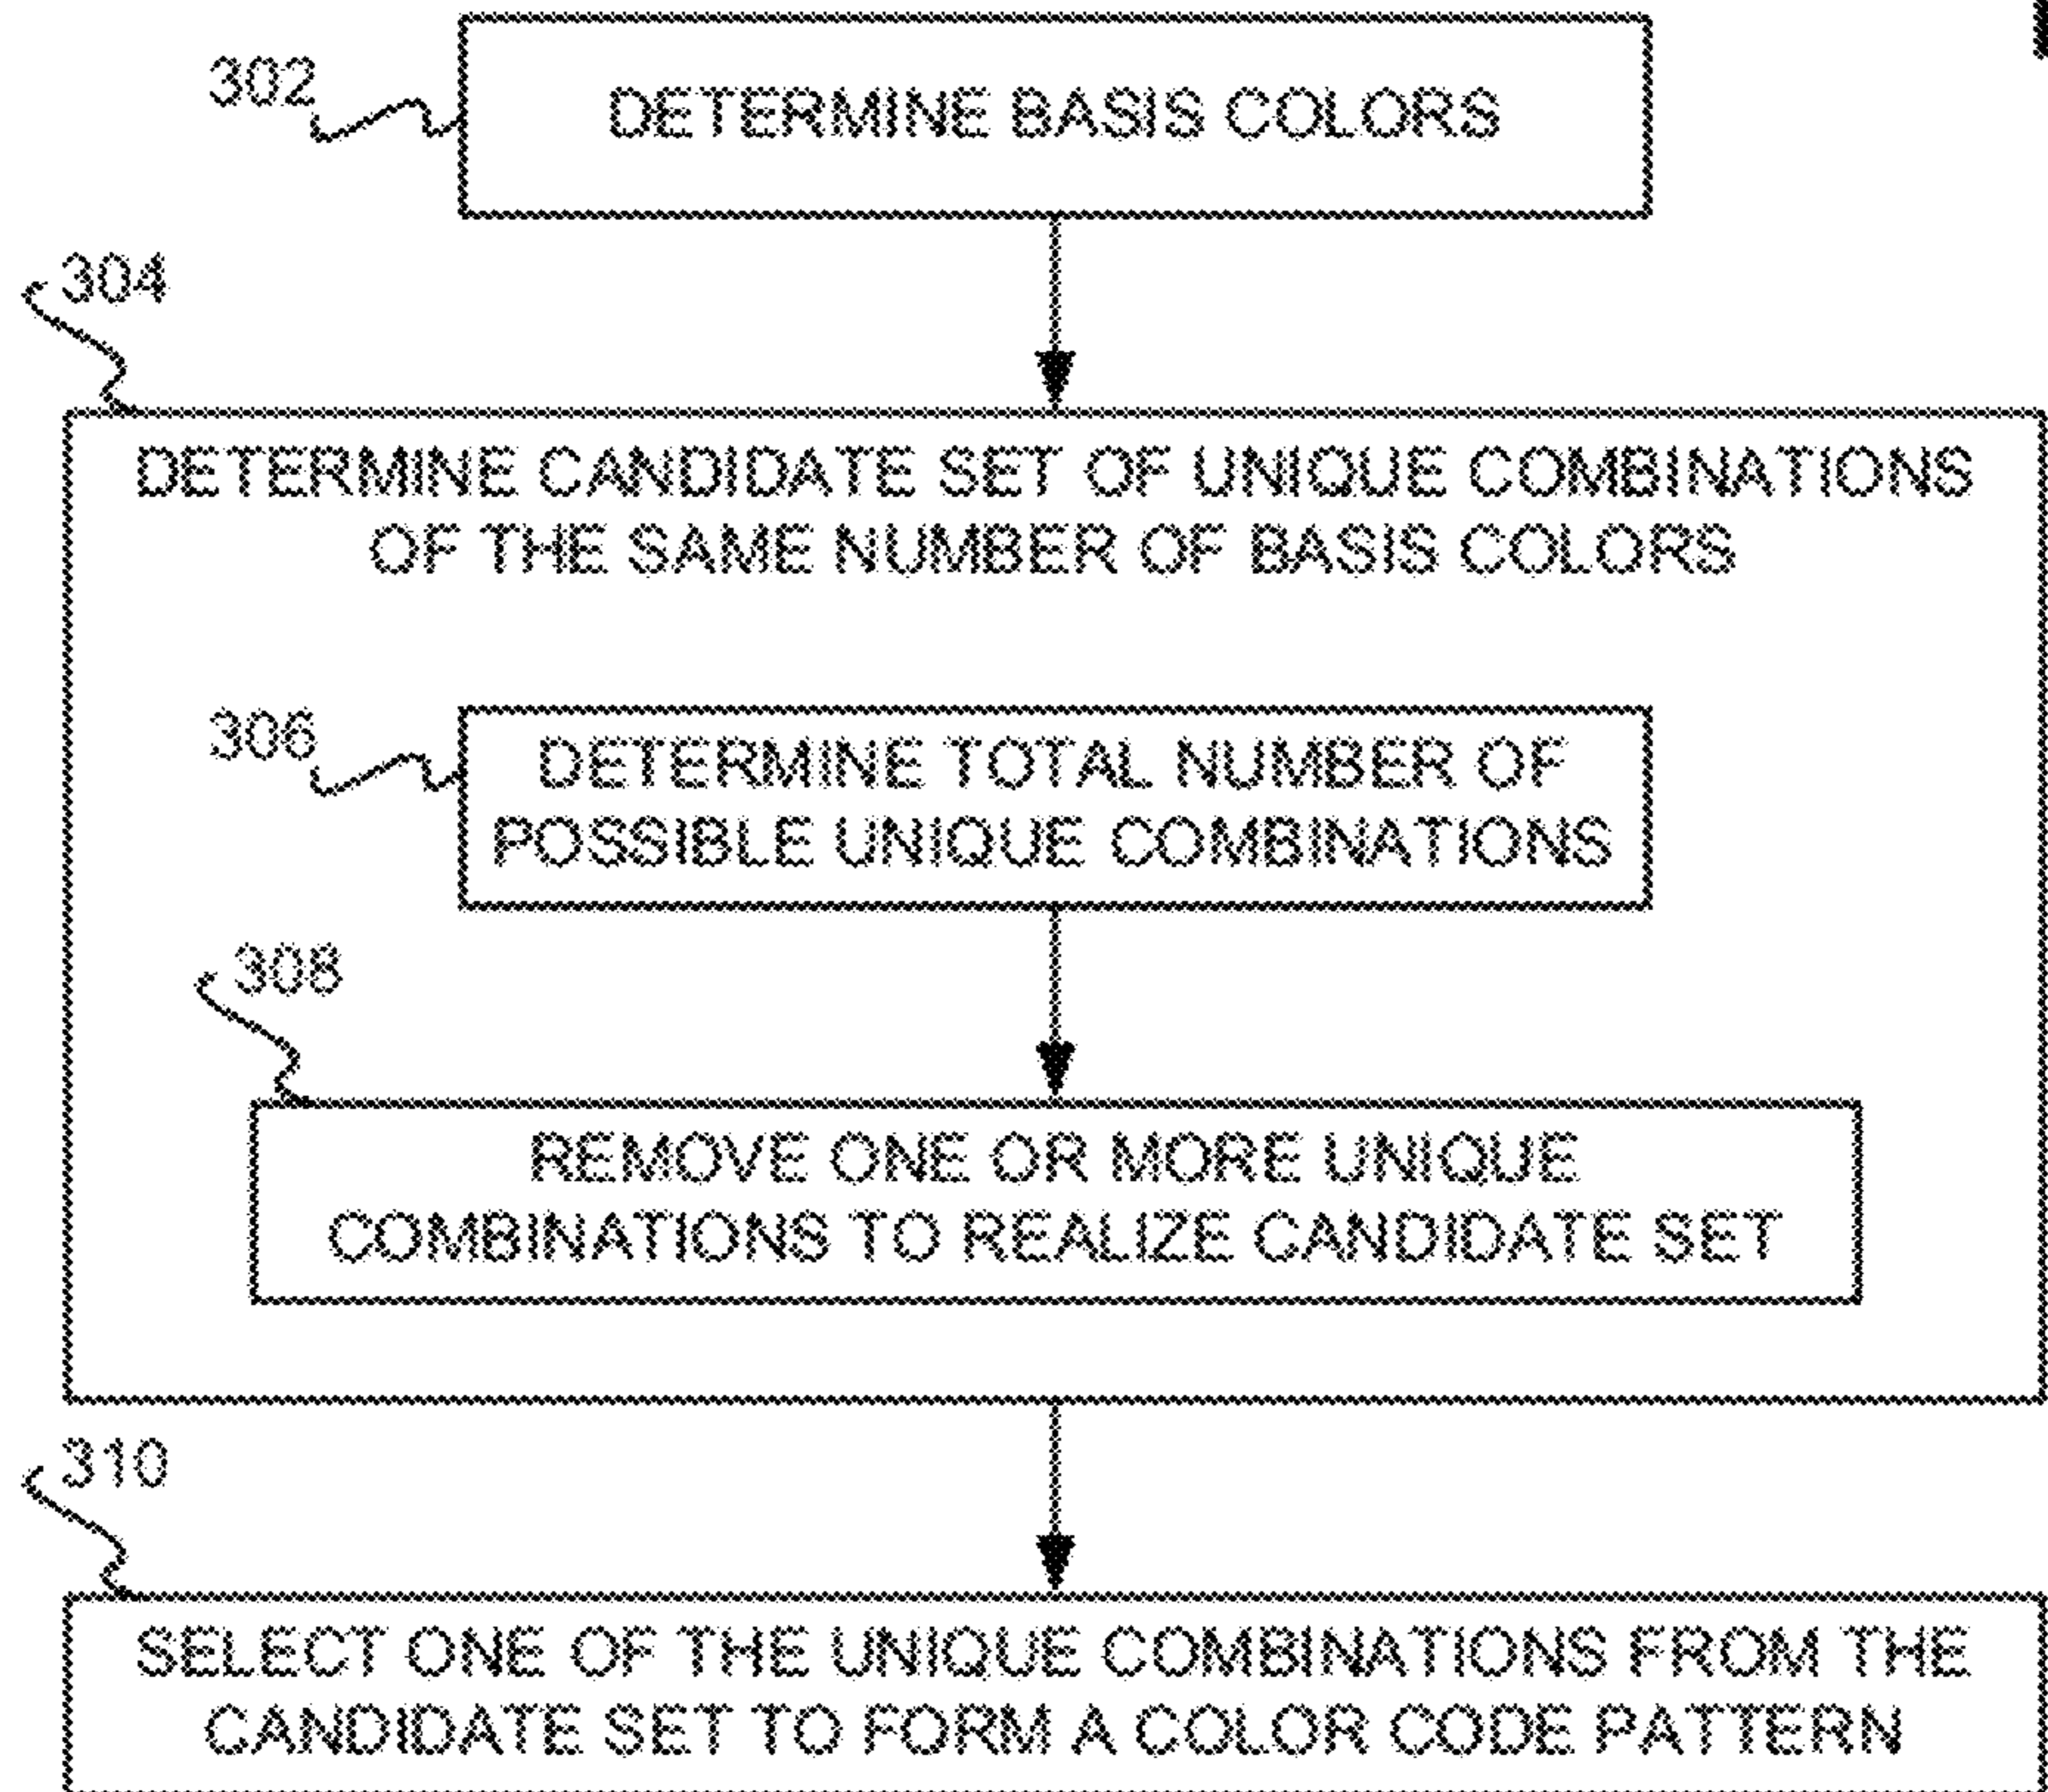 302
DETERMINE BASIS COLORS
304
DETERMINE CANDIDATE SET OF UNIQUE COMBINATIONS
OF THE SAME NUMBER OF BASIS COLORS
306
DETERMINE TOTAL NUMBER OF
POSSIBLE UNIQUE COMBINATIONS
308
REMOVE ONE OR MORE UNIQUE
COMBINATIONS TO REALIZE CANDIDATE SET
310
SELECT ONE OF THE UNIQUE COMBINATIONS FROM THE
CANDIDATE SET TO FORM A COLOR CODE PATTERN